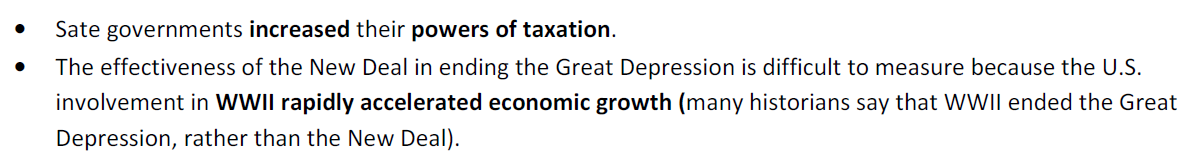 • Sate governments increased their powers of taxation.
• The effectiveness of the New Deal in ending the Great Depression is difficult to measure because the U.S.
involvement in WWII rapidly accelerated economic growth (many historians say that WWII ended the Great
Depression, rather than the New Deal).